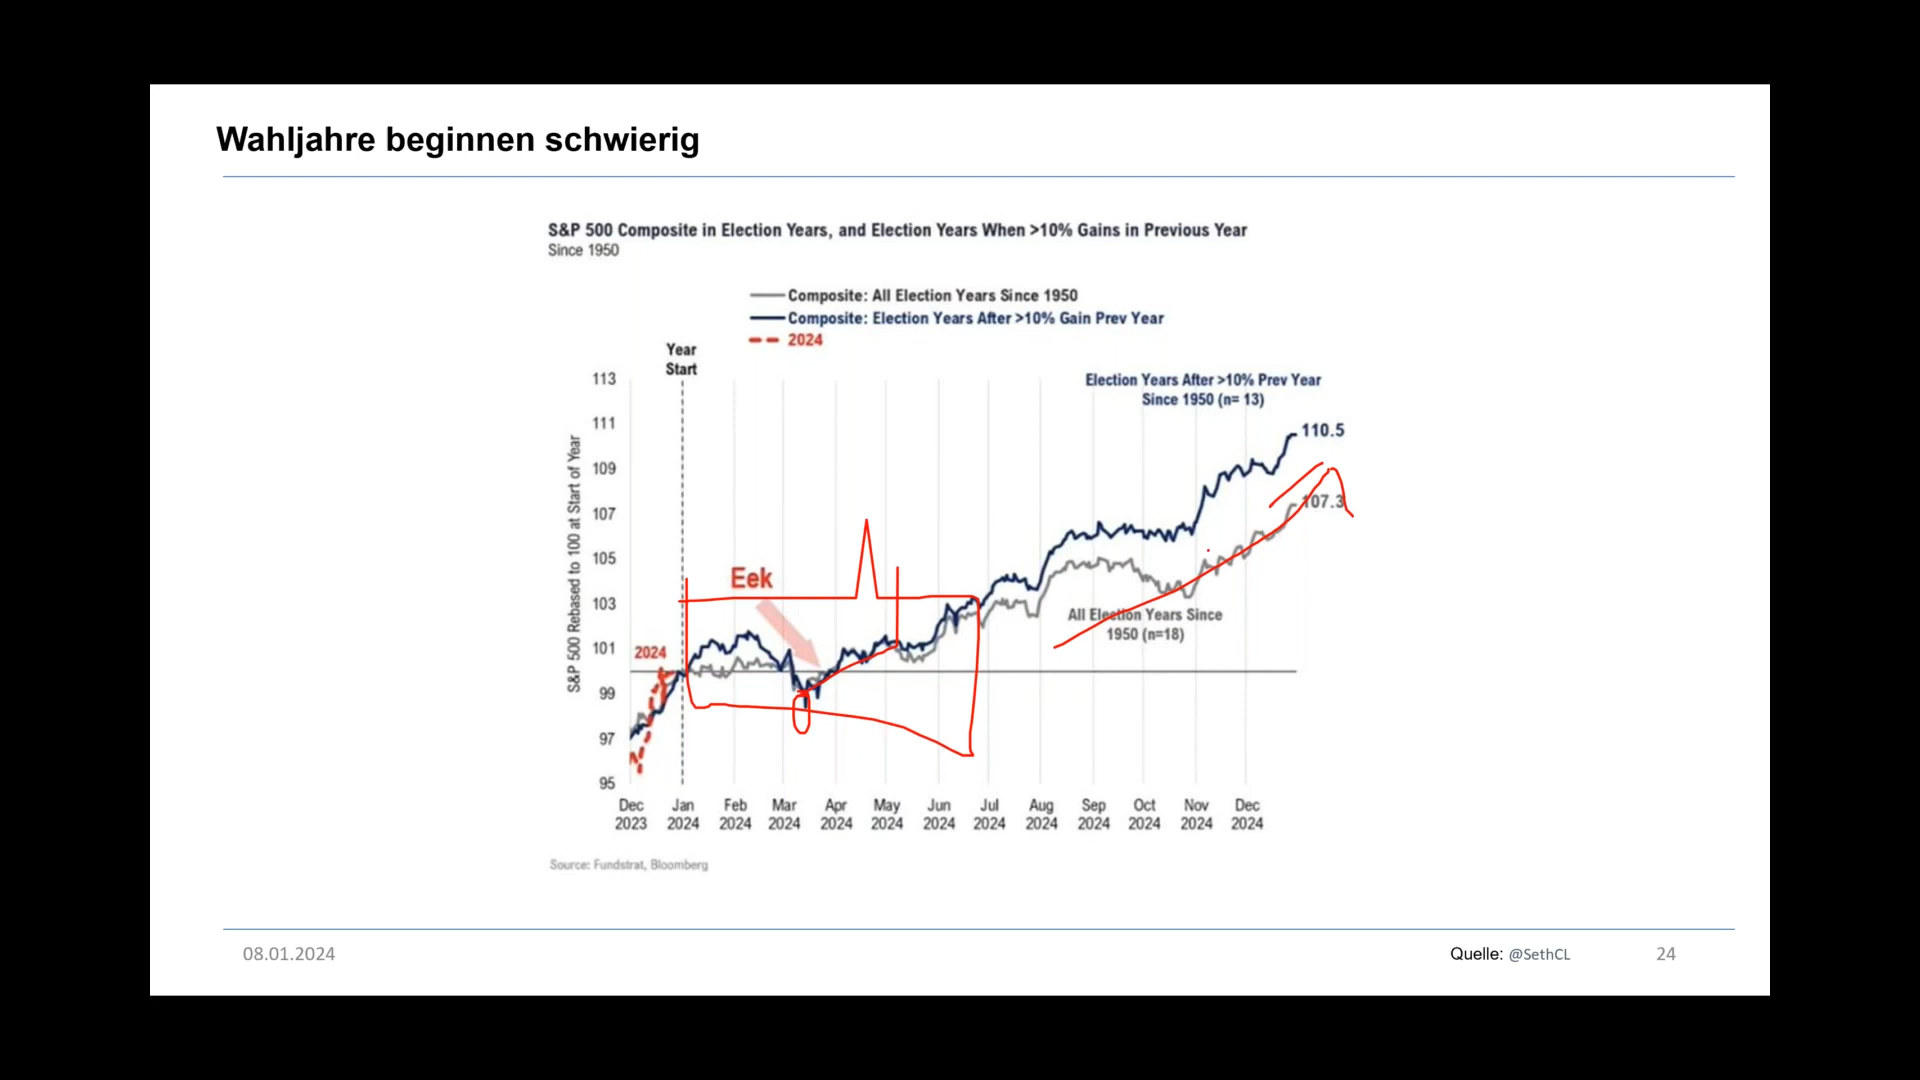 Wahljahre beginnen schwierig
S&P 500 Composite in Election Years, and Election Years When >10% Gains in Previous Year
Since 1950
Composite: All Election Years Since 1950
Composite: Election Years After >10% Gain Prev Year
2024
Year
Start
Election Years After >10% Prev Year
Since 1950 (n= 13)
110.5
107.3
All Election Years Since
1950 (n=18)
Eek
2024
S&P 500 Rebased to 100 at Start of Year
113
111
109
107
105
103
101
99
97
95
Dec Jan Feb Mar Apr May Jun Jul Aug Sep Oct Nov Dec
2023 2024 2024 2024 2024 2024 2024 2024 2024 2024 2024 2024 2024
Source: Fundstrat, Bloomberg
08.01.2024
Quelle: @SethCL
24